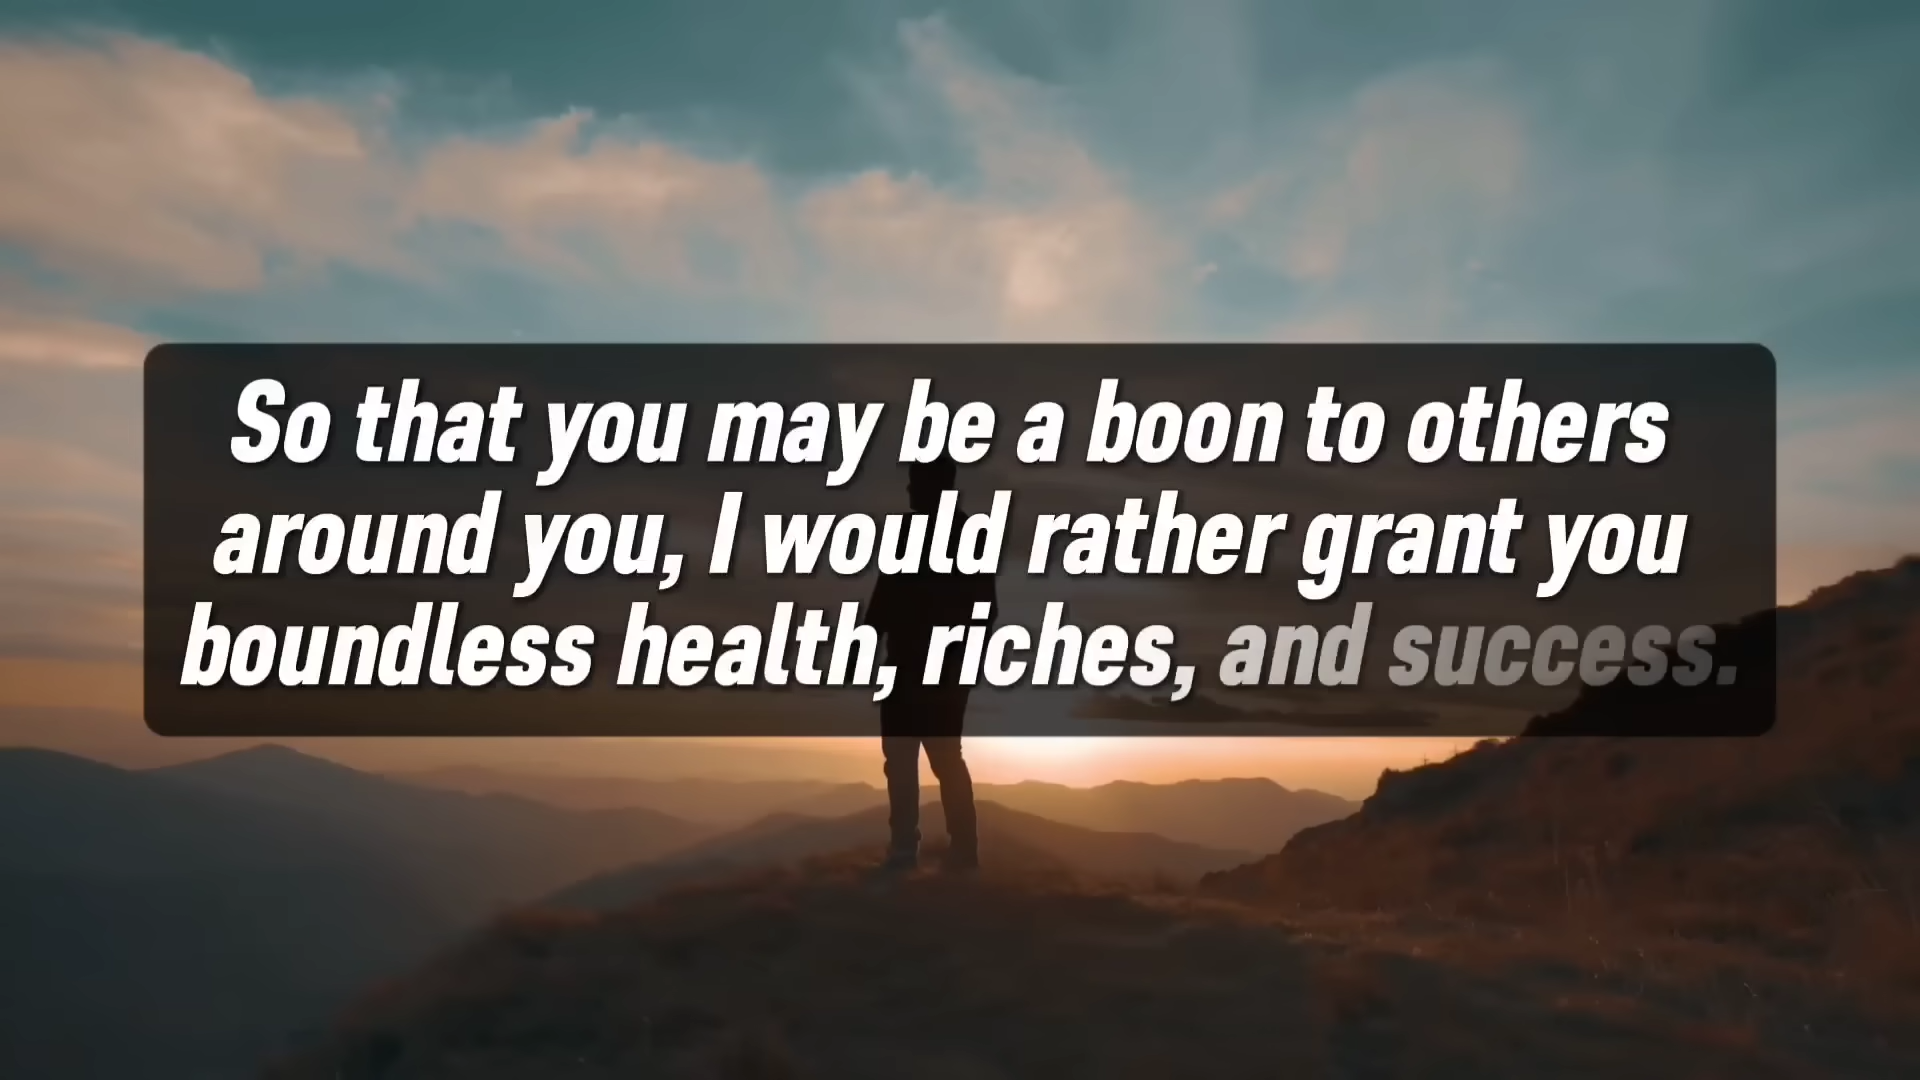 So that you may be a boon to others
around you, I would rather grant you
boundless health, riches, and success.